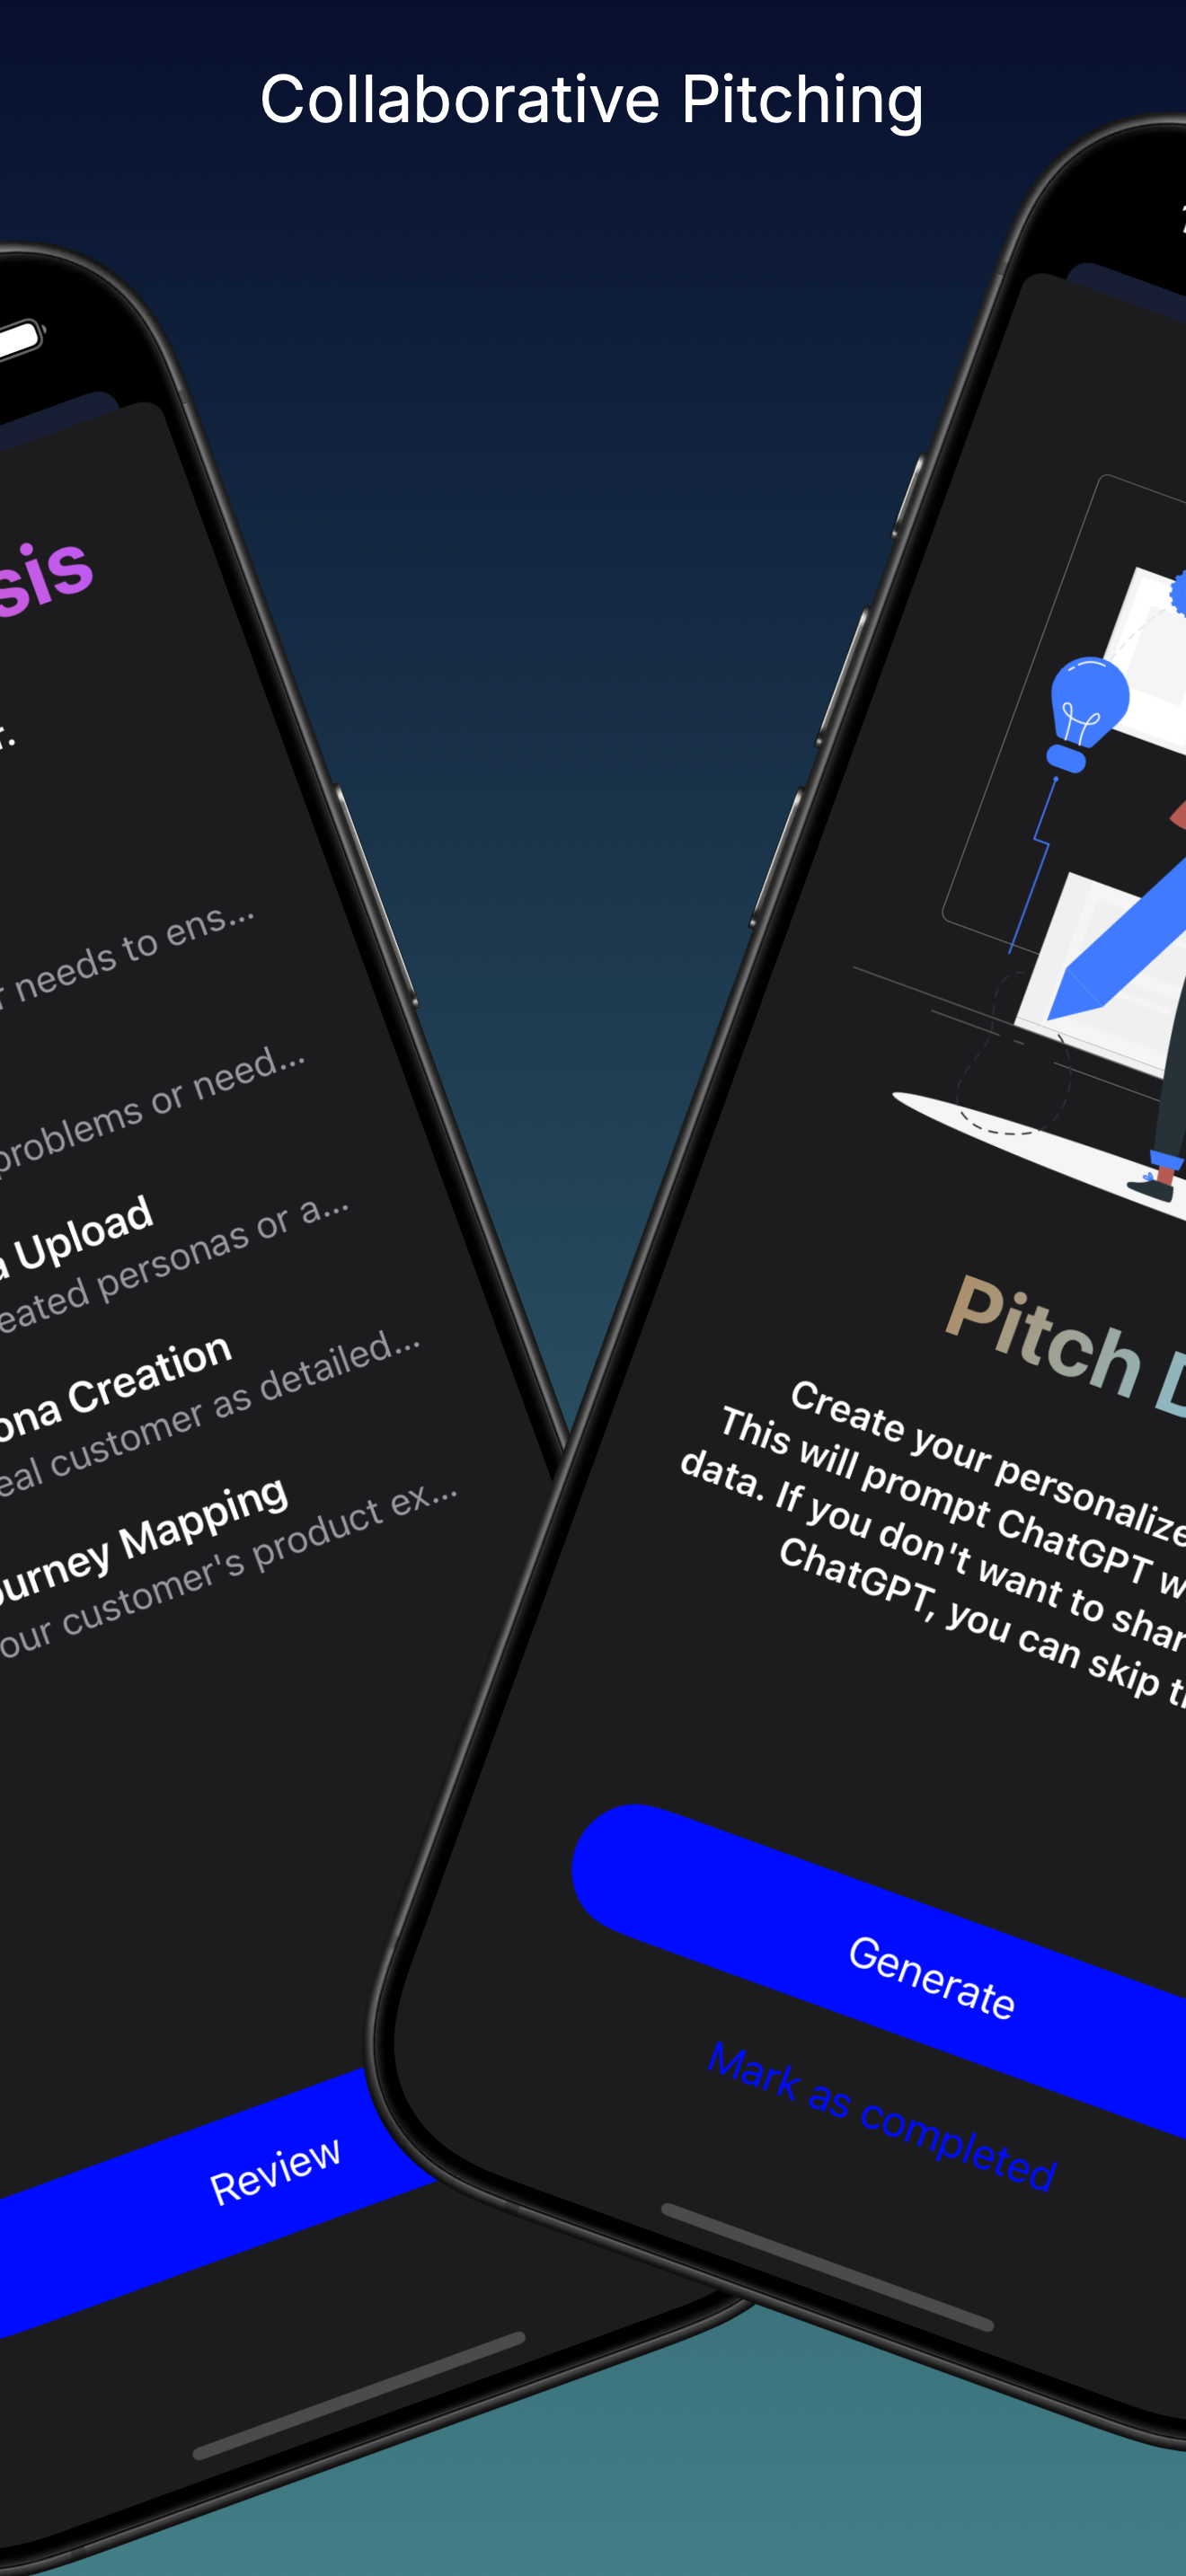 Collaborative Pitching
sis
r.
needs to ens...
problems or need...
Upload
eated personas or a...
ona Creation
eal customer as detailed...
ourney Mapping
our customer's product ex...
Review
Pitch D
Create your personalize
This will prompt ChatGPT w
data. If you don't want to shar
ChatGPT, you can skip th
Generate
Mark as completed